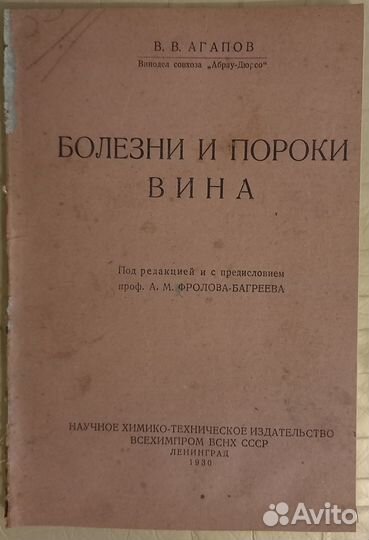 В. В. АГАПОВ
Винодел совхоза „Абрау-Дюрсо“
БОЛЕЗНИ И ПОРОКИ
ВИНА
Под редакцией и с предисловием
проф. А. М. ФРОЛОВА-БАГРЕЕВА
НАУЧНОЕ ХИМИКО-ТЕХНИЧЕСКОЕ ИЗДАТЕЛЬСТВО
ВСЕХИМПРОМ ВСНХ СССР
ЛЕНИНГРАД
1930
Avito